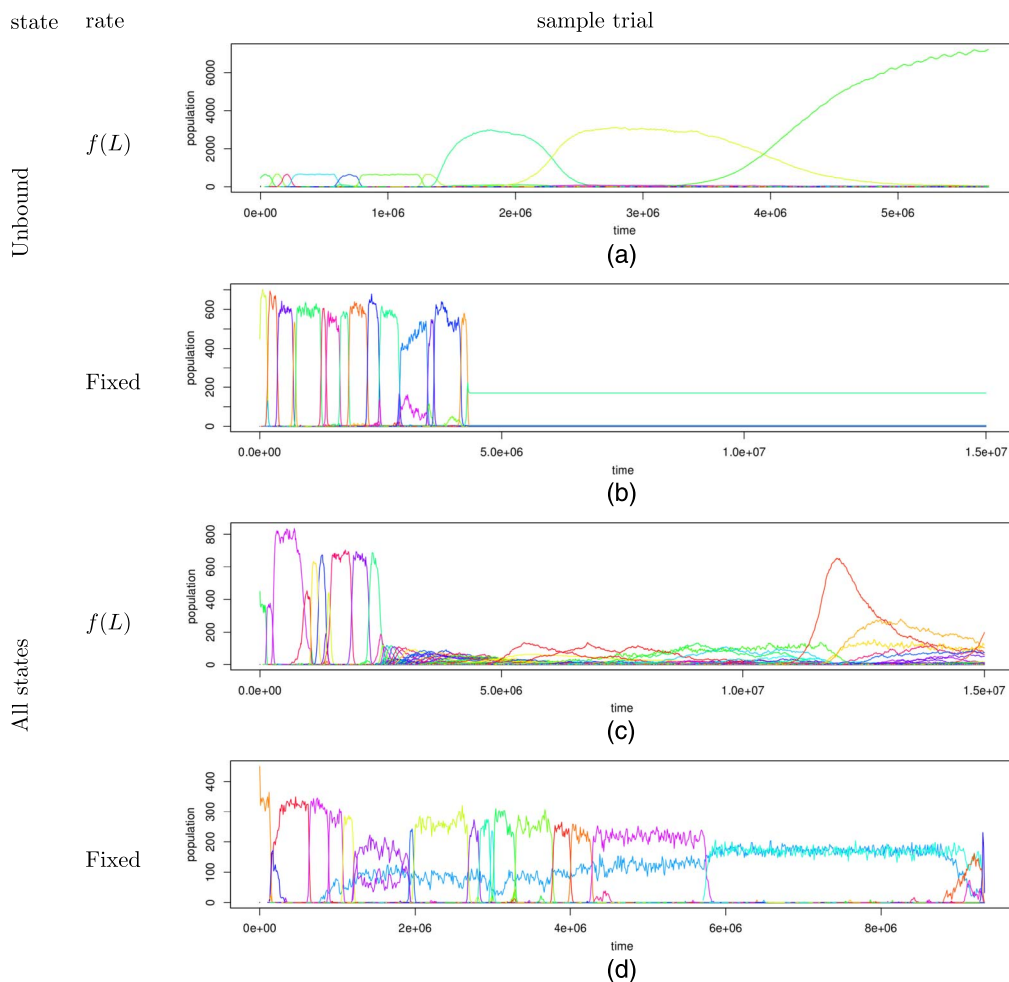 state rate sample trial
Unbound
f(L)
population
0 2000 4000 6000
0e+00 1e+06 2e+06 3e+06 4e+06 5e+06
time
(a)
Fixed
population
0 200 400 600
0.0e+00 5.0e+06 1.0e+07 1.5e+07
time
(b)
All states
f(L)
population
0 200 400 600 800
0.0e+00 5.0e+06 1.0e+07 1.5e+07
time
(c)
Fixed
population
0 100 200 300 400
0e+00 2e+06 4e+06 6e+06 8e+06
time
(d)